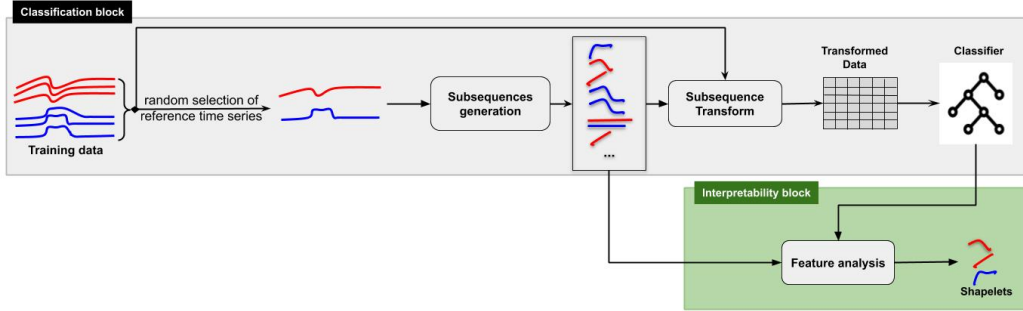 Classification block
Training data
random selection of
reference time series
Subsequences
generation
...
Subsequence
Transform
Transformed
Data
Classifier
Interpretability block
Feature analysis
Shapelets